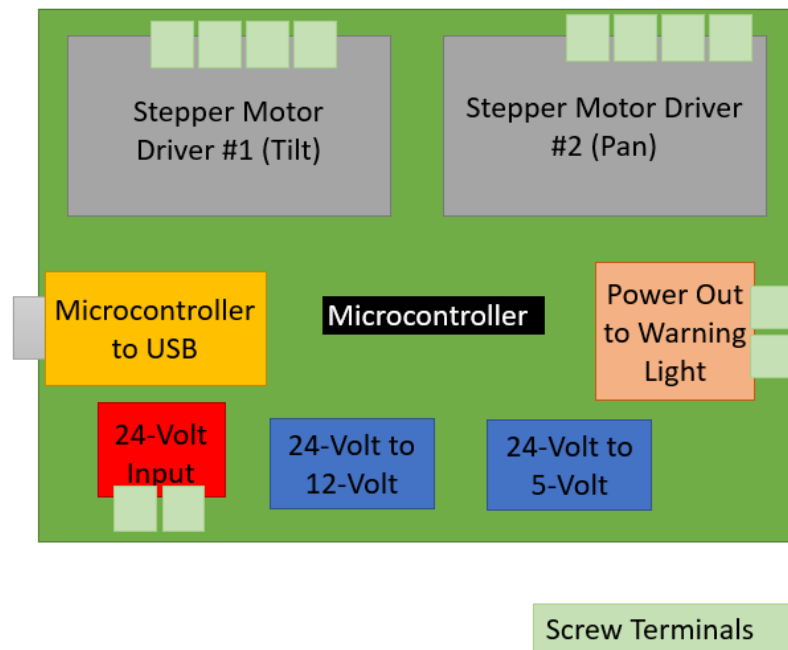 Stepper Motor
Driver #1 (Tilt)
Stepper Motor Driver
#2 (Pan)
Microcontroller
to USB
Microcontroller
Power Out
to Warning
Light
24-Volt
Input
24-Volt to
12-Volt
24-Volt to
5-Volt
Screw Terminals